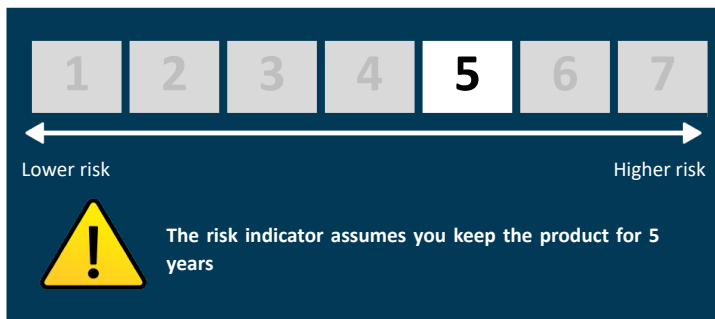 1 2 3 4 5 6 7
Lower risk Higher risk
The risk indicator assumes you keep the product for 5
years